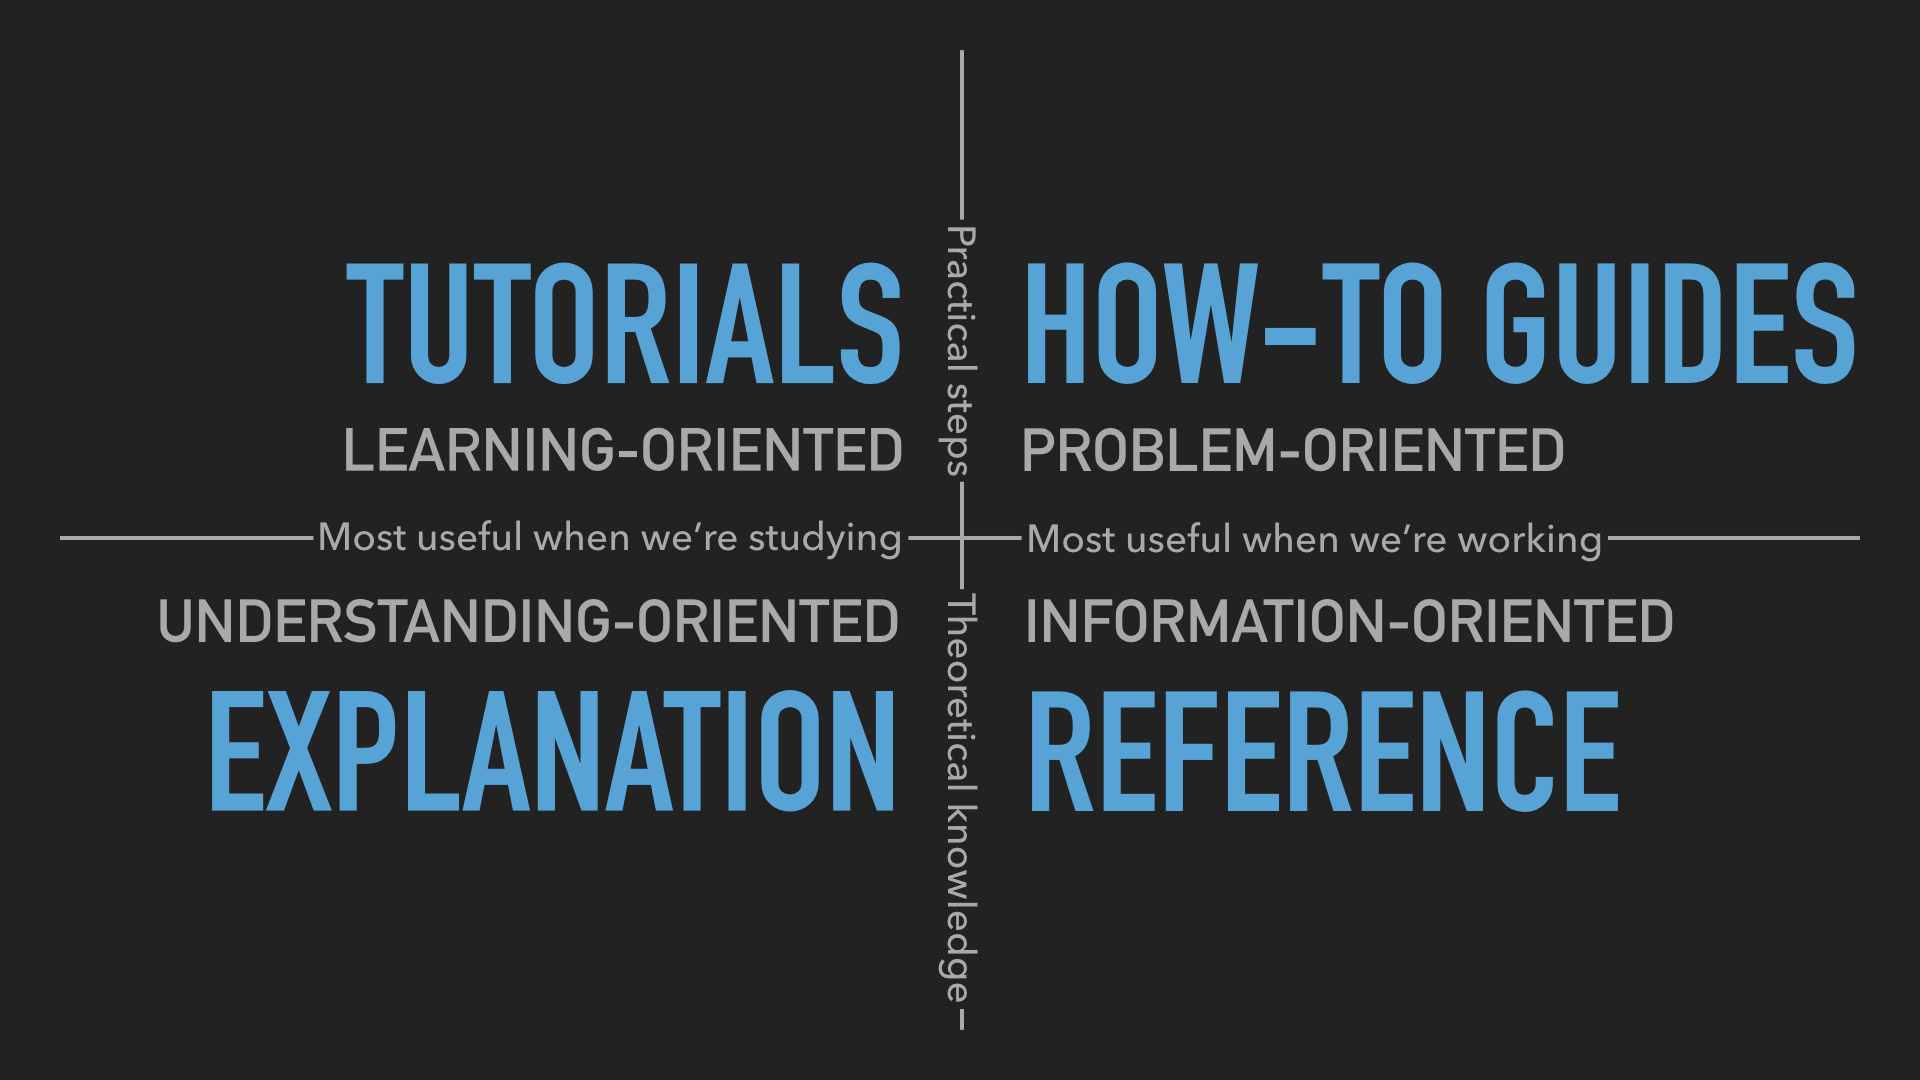 Practical steps
TUTORIALS
HOW-TO GUIDES
LEARNING-ORIENTED
PROBLEM-ORIENTED
Most useful when we’re studying
Most useful when we’re working
UNDERSTANDING-ORIENTED
INFORMATION-ORIENTED
EXPLANATION
REFERENCE
Theoretical knowledge